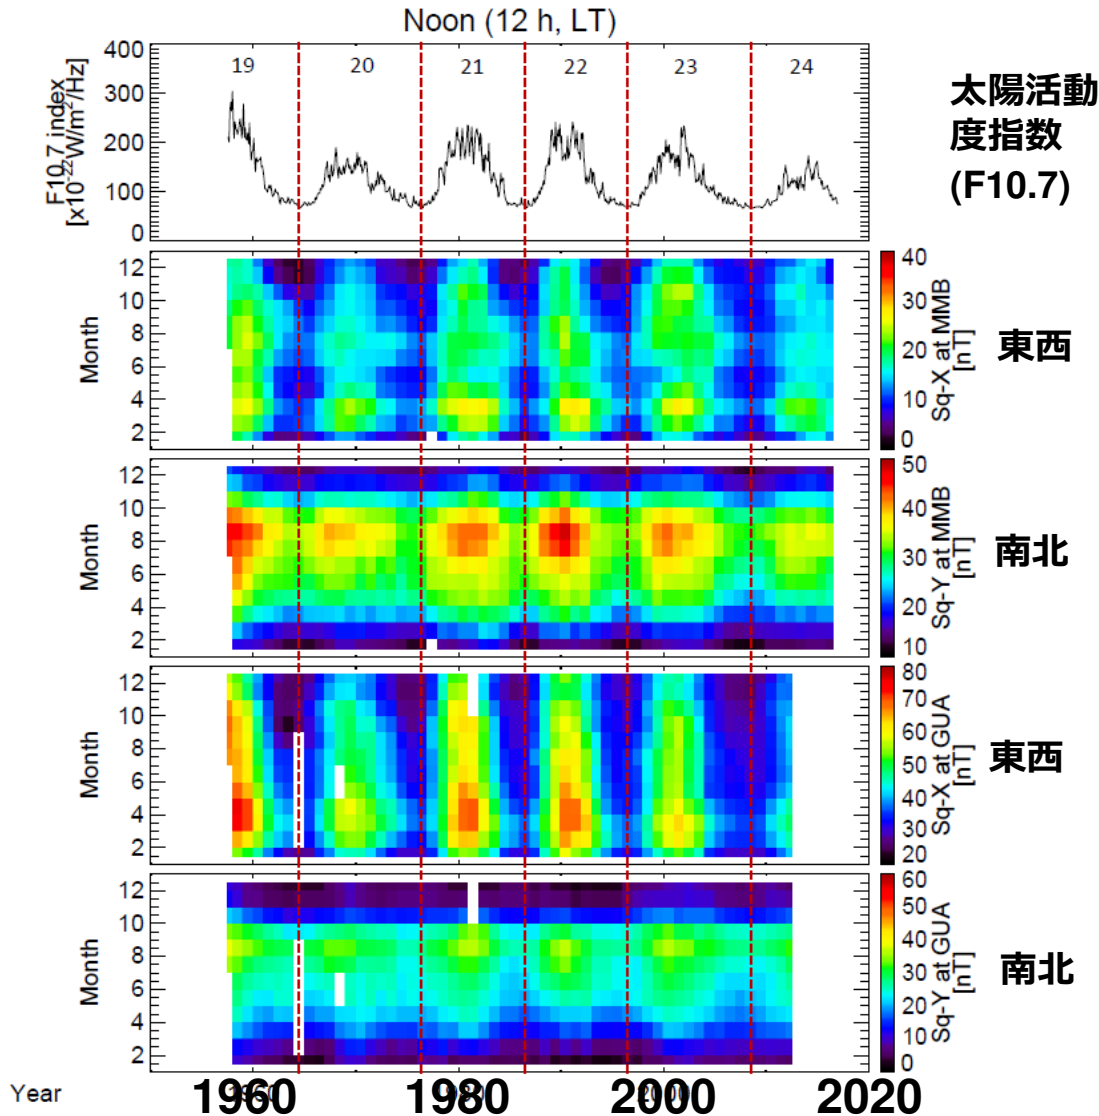 Noon (12 h, LT)
400
300
200
100
0
F10.7 index
[x10⁻²²W/m²/Hz]
19 20 21 22 23 24
太陽活動
度指数
(F10.7)
12
10
8
6
4
2
Month
40
30
20
10
0
Sq-X at MMB
[nT]
東西
12
10
8
6
4
2
Month
50
40
30
20
10
Sq-Y at MMB
[nT]
南北
12
10
8
6
4
2
Month
80
70
60
50
40
30
20
Sq-X at GUA
[nT]
東西
12
10
8
6
4
2
Month
60
50
40
30
20
10
0
Sq-Y at GUA
[nT]
南北
Year
1960 1980 2000 2020